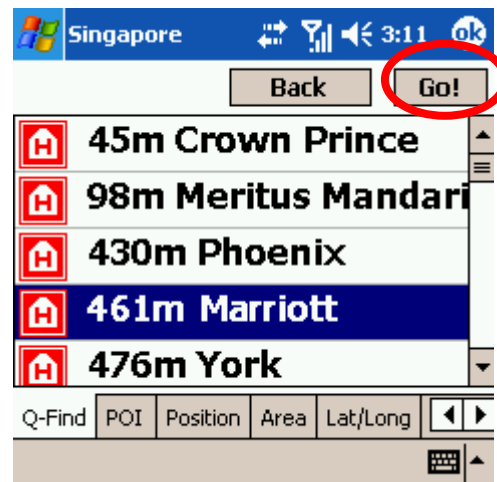 Singapore 3:11 ok
Back Go!
H 45m Crown Prince
H 98m Meritus Mandari
H 430m Phoenix
H 461m Marriott
H 476m York
Q-Find POI Position Area Lat/Long